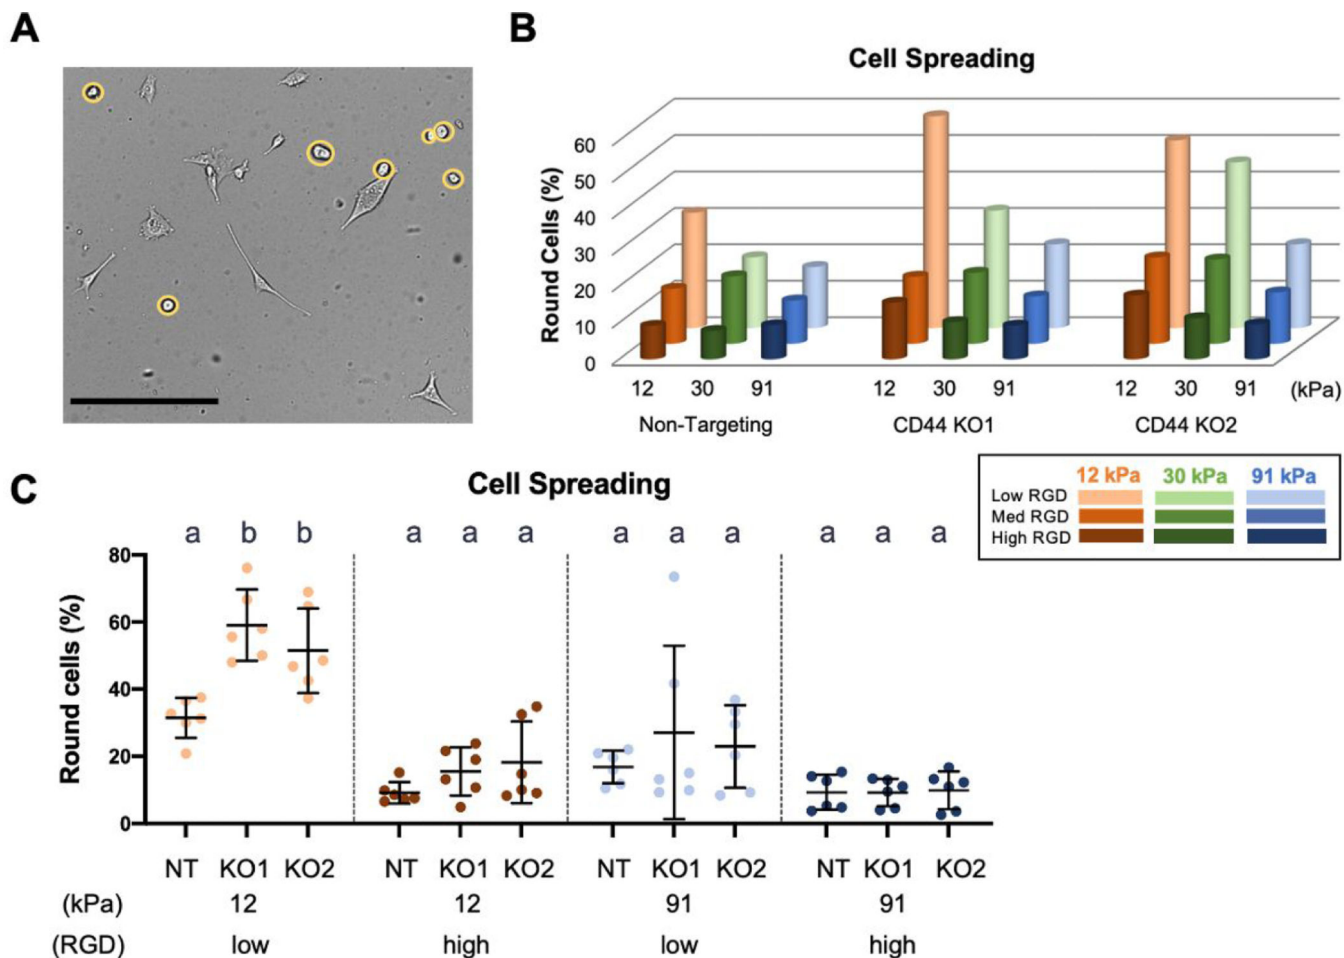 A
B
Cell Spreading
Round Cells (%)
60
50
40
30
20
10
0
12 30 91 12 30 91 12 30 91 (kPa)
Non-Targeting CD44 KO1 CD44 KO2
12 kPa 30 kPa 91 kPa
Low RGD
Med RGD
High RGD
C
Cell Spreading
a b b a a a a a a a a a
Round cells (%)
80
60
40
20
0
NT KO1 KO2 NT KO1 KO2 NT KO1 KO2 NT KO1 KO2
(kPa) 12 12 91 91
(RGD) low high low high